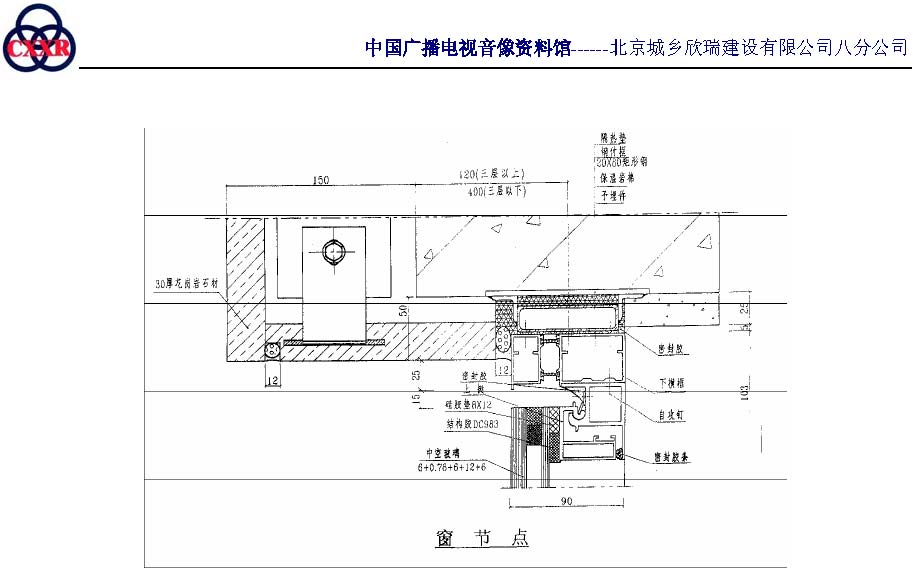 CXXR
中国广播电视音像资料馆------北京城乡欣瑞建设有限公司八分公司
隔热垫
钢付框
20X60矩形钢
保温岩棉
予埋件
150
120(三层以上)
400(三层以下)
30厚花岗岩石材
50
25
密封胶
12
12
25
15
密封胶
上横
硅胶垫8X12
结构胶DC983
下横框
103
自攻钉
中空玻璃
6+0.76+6+12+6
密封胶条
90
窗 节 点